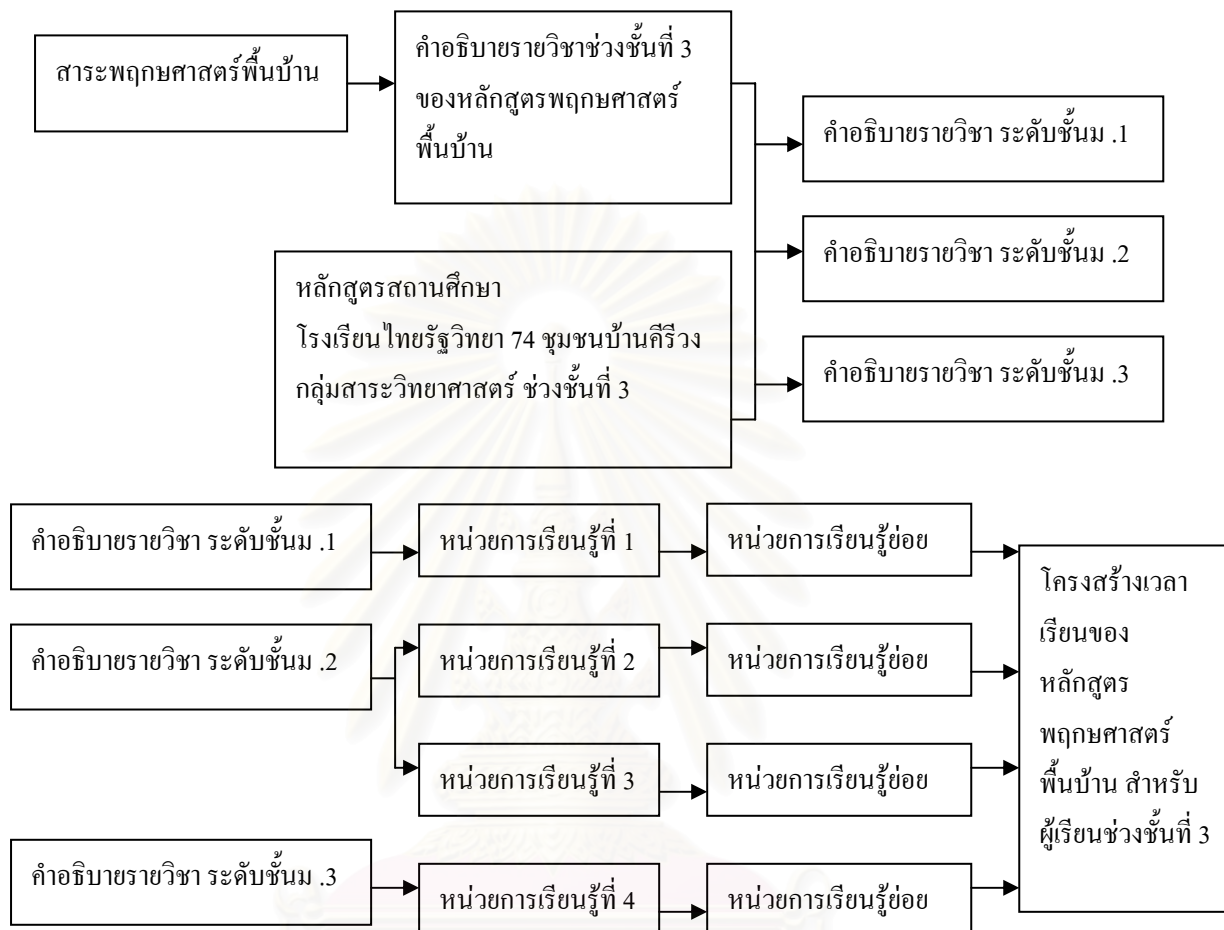 สาระพฤกษศาสตร์พื้นบ้าน
คำอธิบายรายวิชาช่วงชั้นที่ 3
ของหลักสูตรพฤกษศาสตร์
พื้นบ้าน
คำอธิบายรายวิชา ระดับชั้นม .1
คำอธิบายรายวิชา ระดับชั้นม .2
หลักสูตรสถานศึกษา
โรงเรียนไทยรัฐวิทยา 74 ชุมชนบ้านคีรีวง
กลุ่มสาระวิทยาศาสตร์ ช่วงชั้นที่ 3
คำอธิบายรายวิชา ระดับชั้นม .3
คำอธิบายรายวิชา ระดับชั้นม .1
หน่วยการเรียนรู้ที่ 1
หน่วยการเรียนรู้ย่อย
คำอธิบายรายวิชา ระดับชั้นม .2
หน่วยการเรียนรู้ที่ 2
หน่วยการเรียนรู้ย่อย
หน่วยการเรียนรู้ที่ 3
หน่วยการเรียนรู้ย่อย
คำอธิบายรายวิชา ระดับชั้นม .3
หน่วยการเรียนรู้ที่ 4
หน่วยการเรียนรู้ย่อย
โครงสร้างเวลา
เรียนของ
หลักสูตร
พฤกษศาสตร์
พื้นบ้าน สำหรับ
ผู้เรียนช่วงชั้นที่ 3